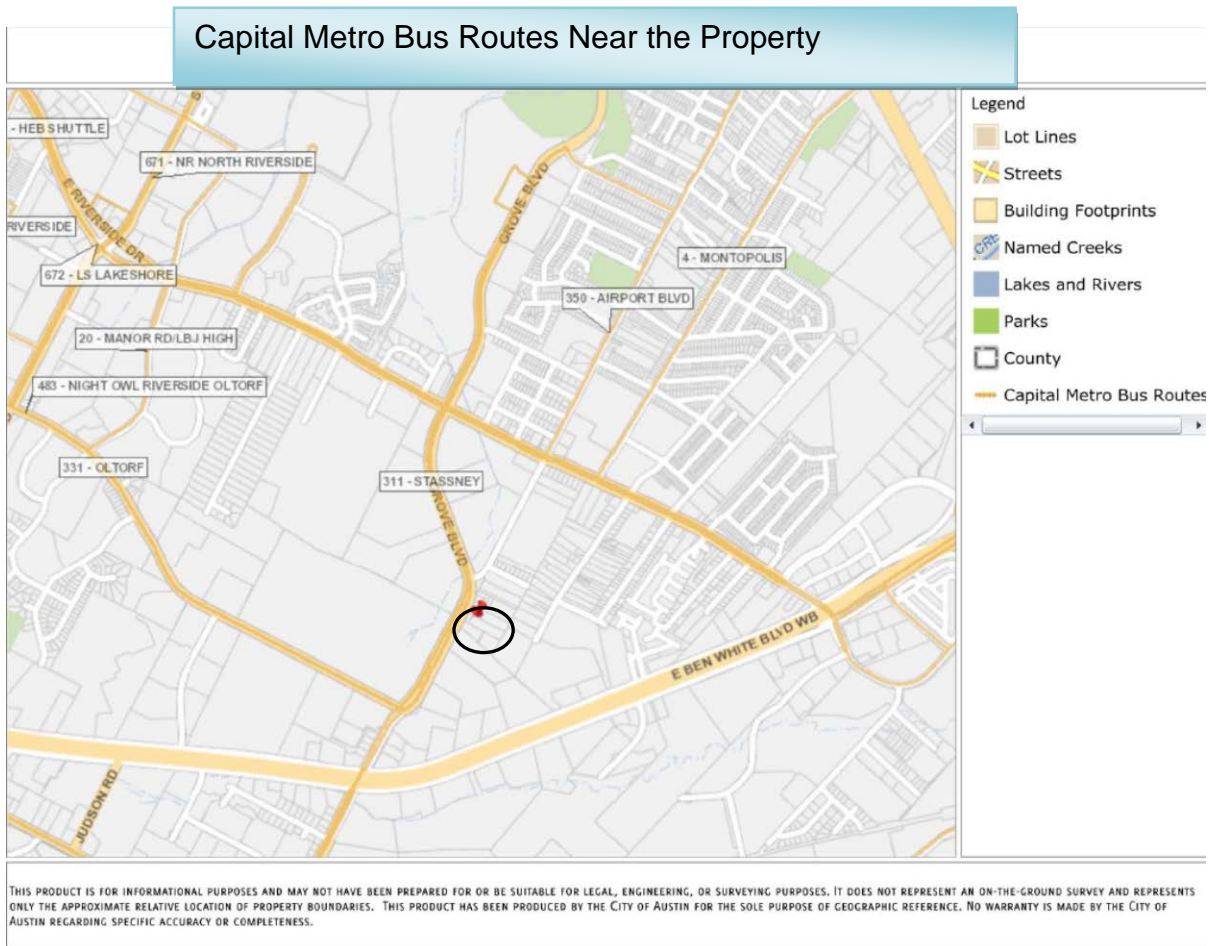 Capital Metro Bus Routes Near the Property
- HEB SHUTTLE
671 - NR NORTH RIVERSIDE
E RIVERSIDE DR
RIVERSIDE
672 - LS LAKESHORE
GROVE BLVD
4 - MONTOPOLIS
350 - AIRPORT BLVD
20 - MANOR RD/LBJ HIGH
483 - NIGHT OWL RIVERSIDE OLTORF
331 - OLTORF
311 - STASSNEY
GROVE BLVD
E BEN WHITE BLVD WB
JUDSON RD
Legend
Lot Lines
Streets
Building Footprints
CRE
Named Creeks
Lakes and Rivers
Parks
County
Capital Metro Bus Routes
THIS PRODUCT IS FOR INFORMATIONAL PURPOSES AND MAY NOT HAVE BEEN PREPARED FOR OR BE SUITABLE FOR LEGAL, ENGINEERING, OR SURVEYING PURPOSES. IT DOES NOT REPRESENT AN ON-THE-GROUND SURVEY AND REPRESENTS
ONLY THE APPROXIMATE RELATIVE LOCATION OF PROPERTY BOUNDARIES. THIS PRODUCT HAS BEEN PRODUCED BY THE CITY OF AUSTIN FOR THE SOLE PURPOSE OF GEOGRAPHIC REFERENCE. NO WARRANTY IS MADE BY THE CITY OF
AUSTIN REGARDING SPECIFIC ACCURACY OR COMPLETENESS.